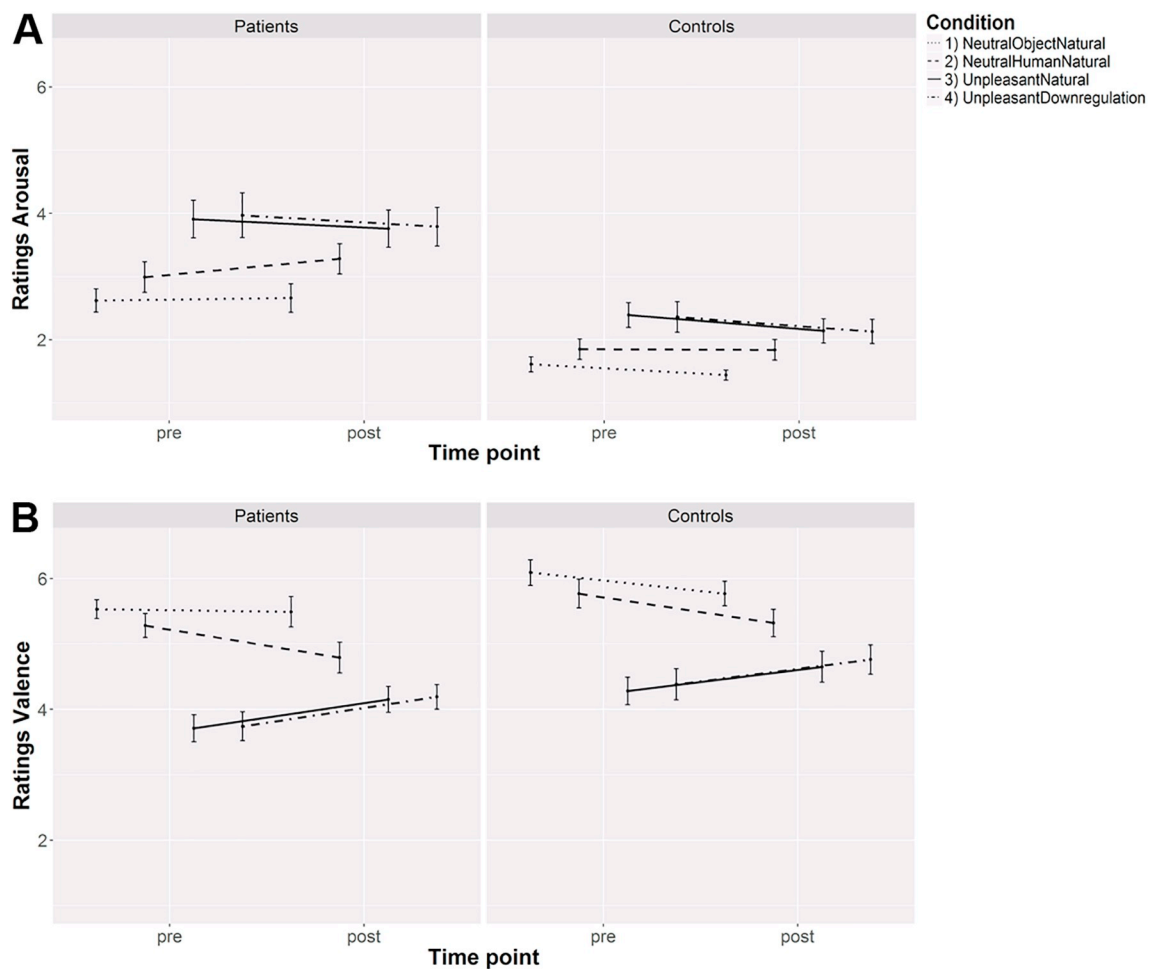 A
Patients
Controls
Condition
1) NeutralObjectNatural
2) NeutralHumanNatural
3) UnpleasantNatural
4) UnpleasantDownregulation
Ratings Arousal
6
4
2
pre
post
pre
post
Time point
B
Patients
Controls
Ratings Valence
6
4
2
pre
post
pre
post
Time point